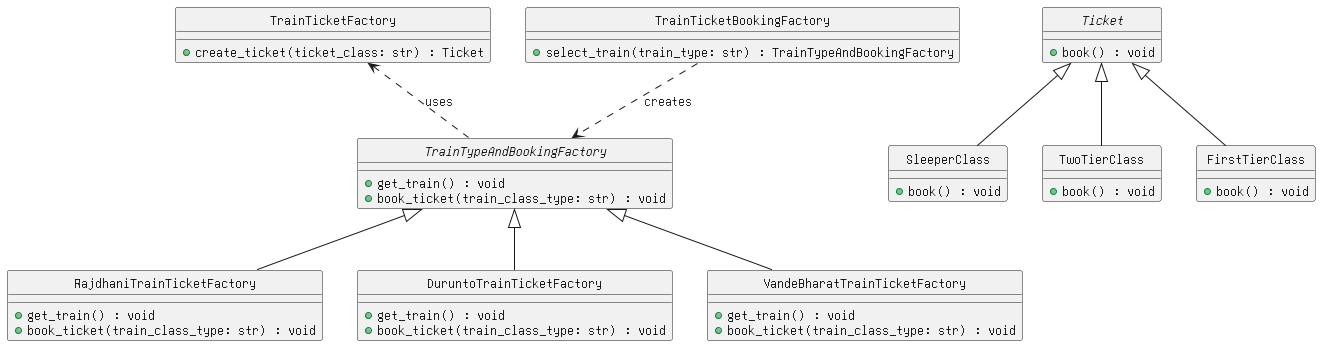 TrainTicketFactory
create_ticket(ticket_class: str) : Ticket
TrainTicketBookingFactory
select_train(train_type: str) : TrainTypeAndBookingFactory
Ticket
book() : void
uses
creates
TrainTypeAndBookingFactory
get_train() : void
book_ticket(train_class_type: str) : void
SleeperClass
book() : void
TwoTierClass
book() : void
FirstTierClass
book() : void
RajdhaniTrainTicketFactory
get_train() : void
book_ticket(train_class_type: str) : void
DuruntoTrainTicketFactory
get_train() : void
book_ticket(train_class_type: str) : void
VandeBharatTrainTicketFactory
get_train() : void
book_ticket(train_class_type: str) : void